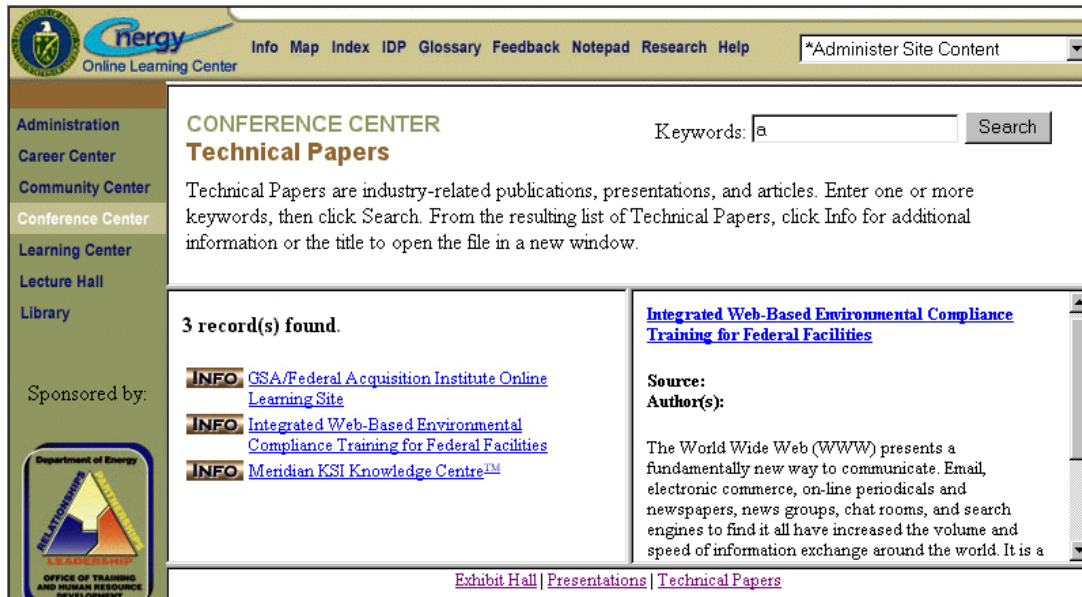 Energy
Online Learning Center
Info Map Index IDP Glossary Feedback Notepad Research Help
*Administer Site Content
Administration
Career Center
Community Center
Conference Center
Learning Center
Lecture Hall
Library
Sponsored by:
Department of Energy
RELATIONSHIPS
PARTNERSHIPS
LEADERSHIP
OFFICE OF TRAINING
AND HUMAN RESOURCE
DEVELOPMENT
CONFERENCE CENTER
Technical Papers
Keywords: a
Search
Technical Papers are industry-related publications, presentations, and articles. Enter one or more
keywords, then click Search. From the resulting list of Technical Papers, click Info for additional
information or the title to open the file in a new window.
3 record(s) found.
INFO GSA/Federal Acquisition Institute Online
Learning Site
INFO Integrated Web-Based Environmental
Compliance Training for Federal Facilities
INFO Meridian KSI Knowledge Centre™
Integrated Web-Based Environmental Compliance
Training for Federal Facilities
Source:
Author(s):
The World Wide Web (WWW) presents a
fundamentally new way to communicate. Email,
electronic commerce, on-line periodicals and
newspapers, news groups, chat rooms, and search
engines to find it all have increased the volume and
speed of information exchange around the world. It is a
Exhibit Hall | Presentations | Technical Papers